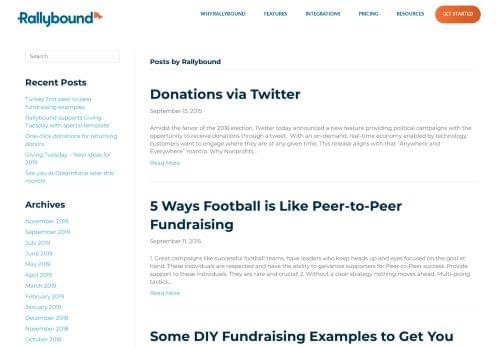 Rallybound
WHY RALLYBOUND
FEATURES
INTEGRATIONS
PRICING
RESOURCES
GET STARTED
Search
Recent Posts
Turkey Trot peer to peer
fundraising examples
Rallybound supports Giving
Tuesday with special template
One-click donations for returning
donors
Giving Tuesday – New ideas for
2019
See you at Dreamforce later this
month!
Archives
November 2019
September 2019
July 2019
June 2019
May 2019
April 2019
March 2019
February 2019
January 2019
December 2018
November 2018
October 2018
Posts by Rallybound
Donations via Twitter
September 15, 2015
Amidst the fervor of the 2016 election, Twitter today announced a new feature providing political campaigns with the
opportunity to receive donations through a tweet.  With an on-demand, real-time economy enabled by technology,
customers want to engage where they are at any given time. This release aligns with that “Anywhere and
Everywhere” mantra. Why Nonprofits...
Read More
5 Ways Football is Like Peer-to-Peer
Fundraising
September 11, 2015
1. Great campaigns like successful football teams, have leaders who keep heads up and eyes focused on the goal at
hand. These individuals are respected and have the ability to galvanize supporters for Peer-to-Peer success. Provide
support to these individuals. They are rare and crucial! 2. Without a clear strategy nothing moves ahead. Multi-prong
tactics...
Read More
Some DIY Fundraising Examples to Get You